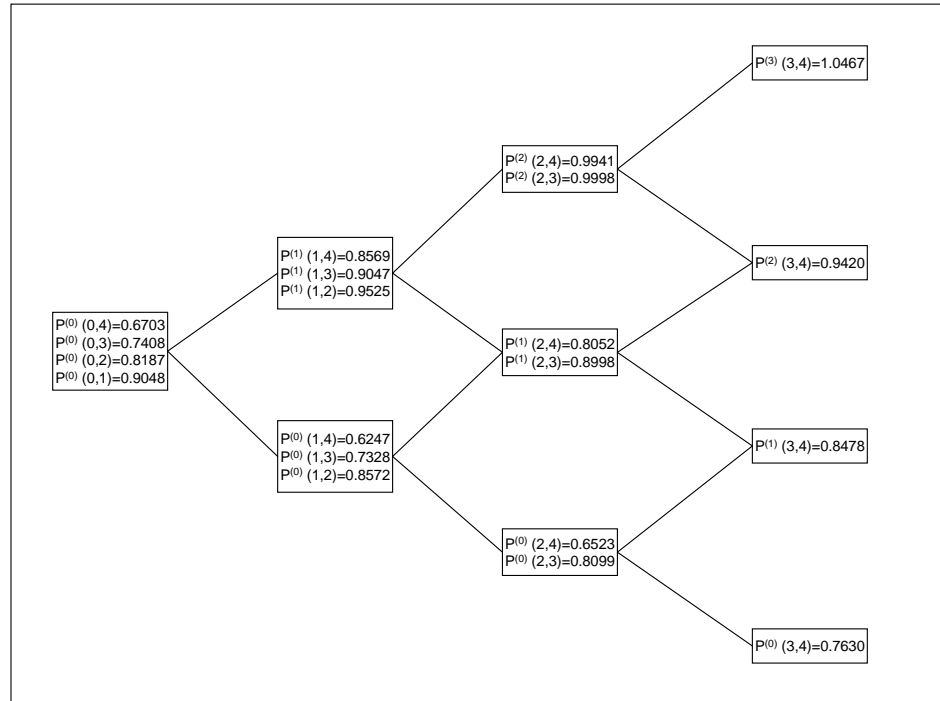 P(0) (0,4)=0.6703
P(0) (0,3)=0.7408
P(0) (0,2)=0.8187
P(0) (0,1)=0.9048
P(1) (1,4)=0.8569
P(1) (1,3)=0.9047
P(1) (1,2)=0.9525
P(0) (1,4)=0.6247
P(0) (1,3)=0.7328
P(0) (1,2)=0.8572
P(2) (2,4)=0.9941
P(2) (2,3)=0.9998
P(1) (2,4)=0.8052
P(1) (2,3)=0.8998
P(0) (2,4)=0.6523
P(0) (2,3)=0.8099
P(3) (3,4)=1.0467
P(2) (3,4)=0.9420
P(1) (3,4)=0.8478
P(0) (3,4)=0.7630